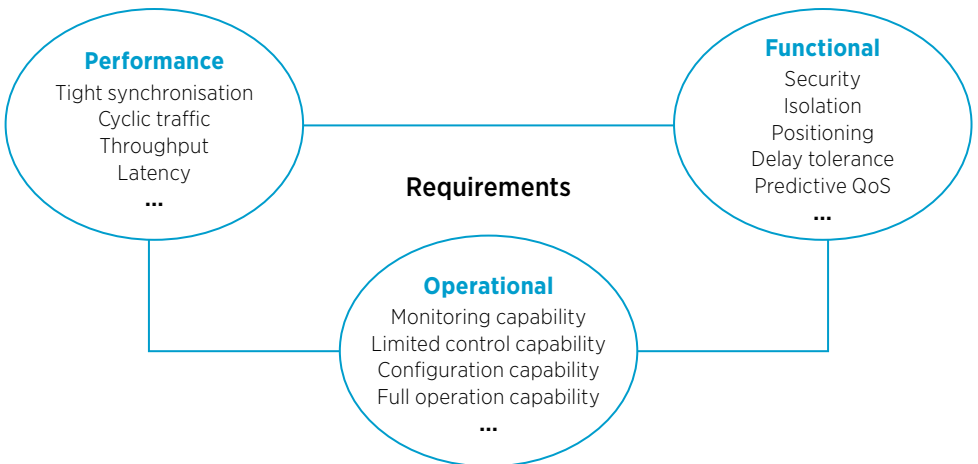 Performance
Tight synchronisation
Cyclic traffic
Throughput
Latency
...
Functional
Security
Isolation
Positioning
Delay tolerance
Predictive QoS
...
Requirements
Operational
Monitoring capability
Limited control capability
Configuration capability
Full operation capability
...